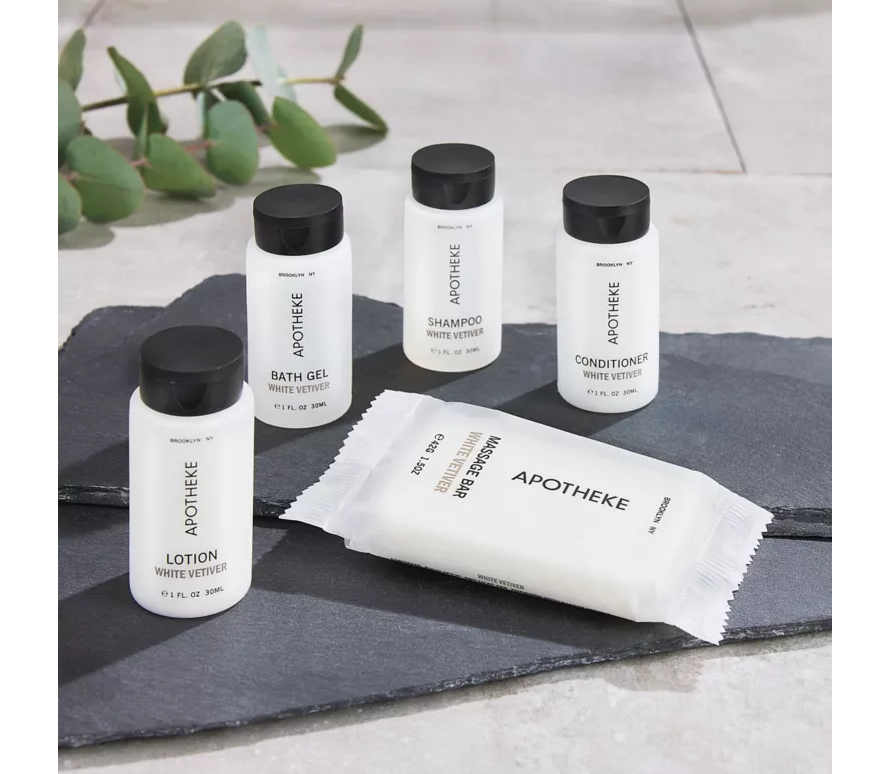 BROOKLYN NY
APOTHEKE
SHAMPOO
WHITE VETIVER
℮1 FL. OZ 30ML
BROOKLYN NY
APOTHEKE
BATH GEL
WHITE VETIVER
℮1 FL. OZ 30ML
BROOKLYN NY
APOTHEKE
CONDITIONER
WHITE VETIVER
℮1 FL. OZ 30ML
BROOKLYN NY
APOTHEKE
LOTION
WHITE VETIVER
℮1 FL. OZ 30ML
BROOKLYN NY
APOTHEKE
MASSAGE BAR
WHITE VETIVER
℮42G 1.5OZ
WHITE VETIVER